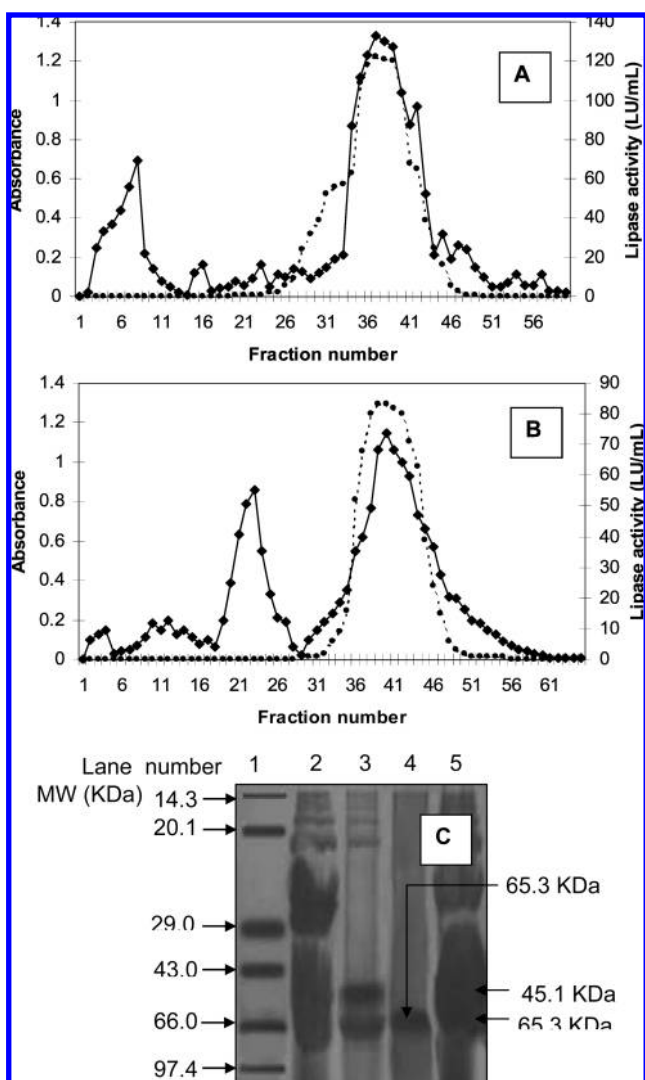 1.4 140
1.2 120
1 100
0.8 80
0.6 60
0.4 40
0.2 20
0 0
Absorbance
A
Lipase activity (LU/mL)
1 6 11 16 21 26 31 36 41 46 51 56
Fraction number
1.4 90
1.2 80
1 70
0.8 60
0.6 50
0.4 40
0.2 30
0 20
10
0
Absorbance
B
Lipase activity (LU/mL)
1 6 11 16 21 26 31 36 41 46 51 56 61
Fraction number
Lane number 1 2 3 4 5
MW (KDa) 14.3
20.1
C
65.3 KDa
29.0
43.0
45.1 KDa
66.0
65.3 KDa
97.4